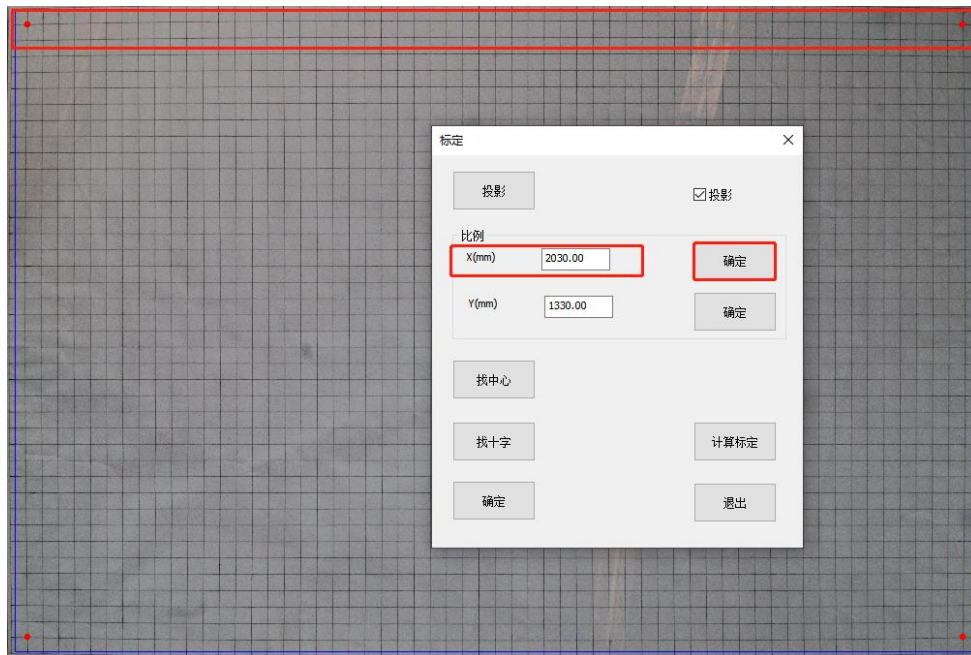 标定
投影
投影
比例
X(mm) 2030.00 确定
Y(mm) 1330.00 确定
找中心
找十字 计算标定
确定 退出